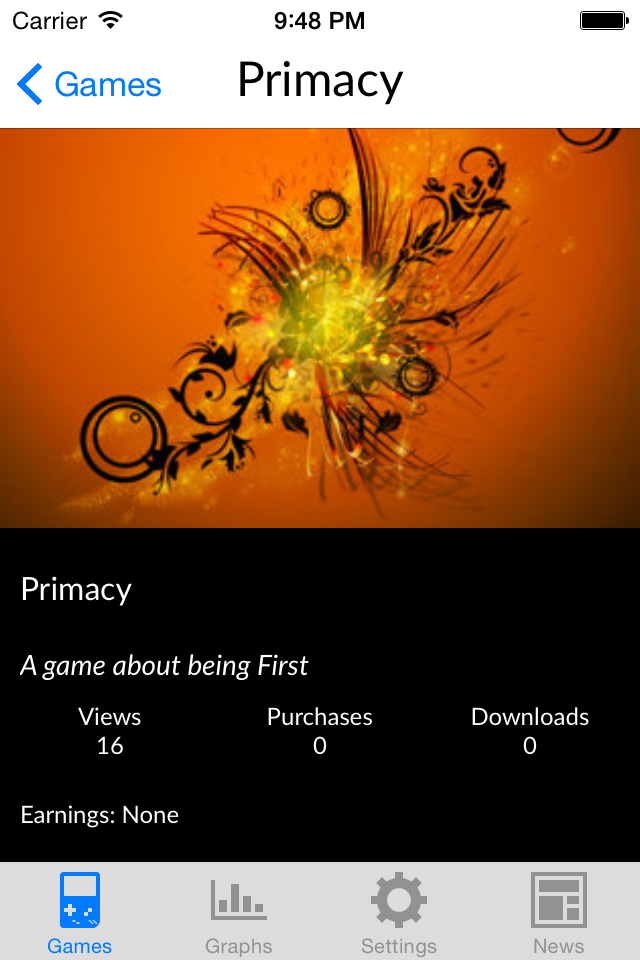 Carrier 9:48 PM
Games Primacy
Primacy
A game about being First
Views Purchases Downloads
16 0 0
Earnings: None
Games Graphs Settings News